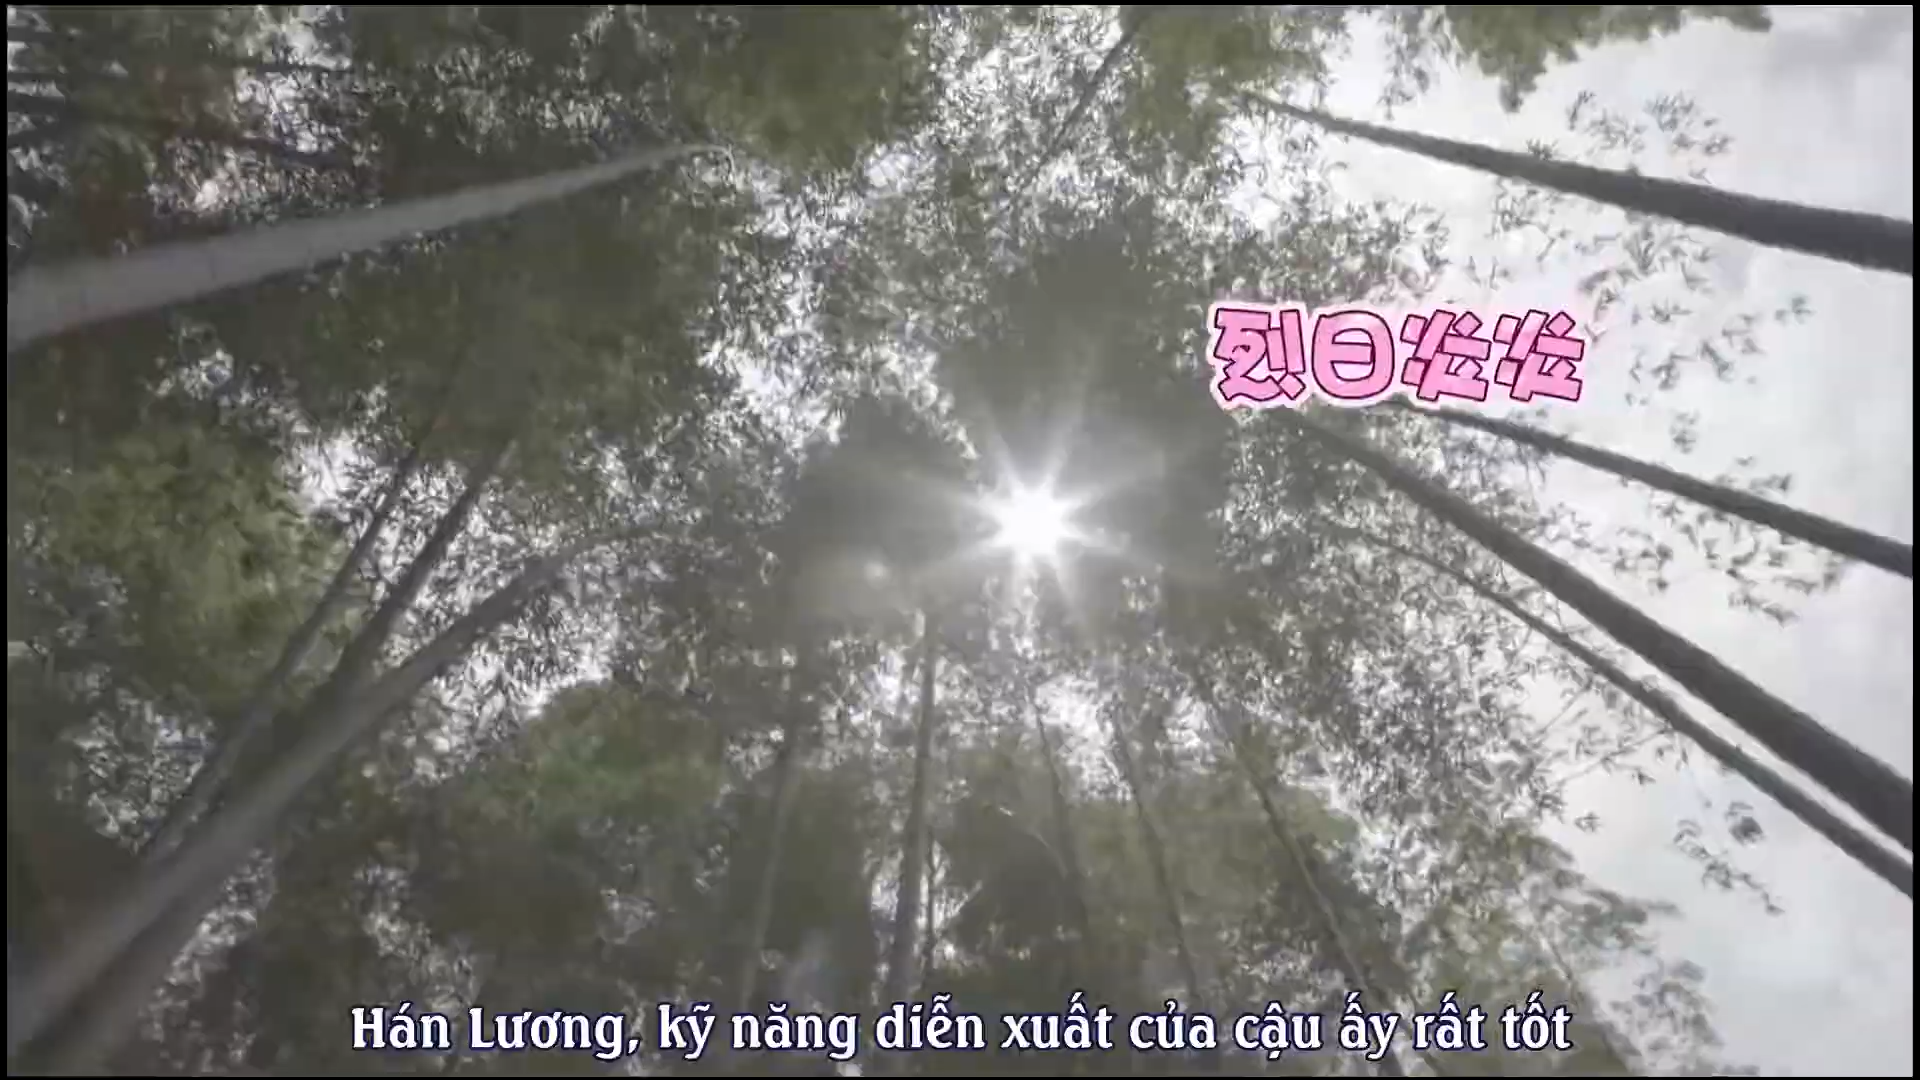 烈日炎炎
Hán Lương, kỹ năng diễn xuất của cậu ấy rất tốt